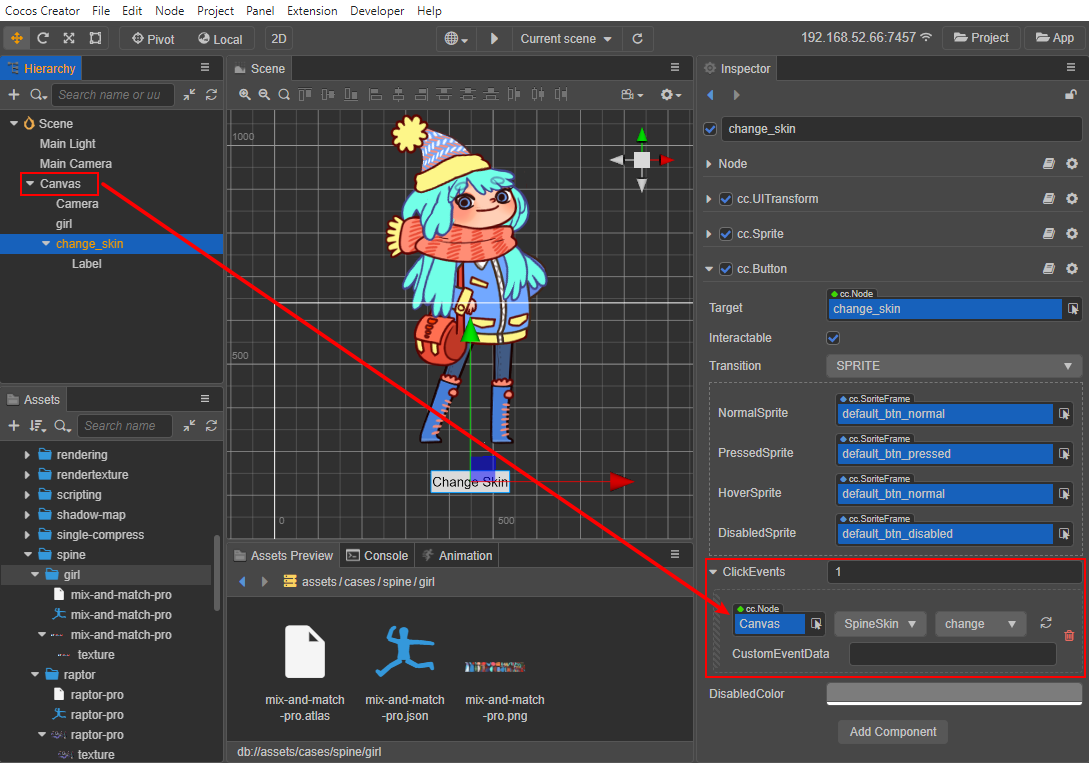 Cocos Creator File Edit Node Project Panel Extension Developer Help
Pivot Local 2D Current scene 192.168.52.66:7457 Project App
Hierarchy
Search name or uu
Scene
Main Light
Main Camera
Canvas
Camera
girl
change_skin
Label
Assets
Search name
rendering
rendertexture
scripting
shadow-map
single-compress
spine
girl
mix-and-match-pro
mix-and-match-pro
mix-and-match-pro
texture
raptor
raptor-pro
raptor-pro
raptor-pro
texture
Scene
1000
500
Change Skin
0 500
Assets Preview Console Animation
assets / cases / spine / girl
mix-and-match
-pro.atlas
mix-and-match
-pro.json
mix-and-match
-pro.png
db://assets/cases/spine/girl
Inspector
change_skin
Node
cc.UITransform
cc.Sprite
cc.Button
cc.Node
Target change_skin
Interactable
Transition SPRITE
cc.SpriteFrame
NormalSprite default_btn_normal
cc.SpriteFrame
PressedSprite default_btn_pressed
cc.SpriteFrame
HoverSprite default_btn_normal
cc.SpriteFrame
DisabledSprite default_btn_disabled
ClickEvents 1
cc.Node
Canvas SpineSkin change
CustomEventData
DisabledColor
Add Component